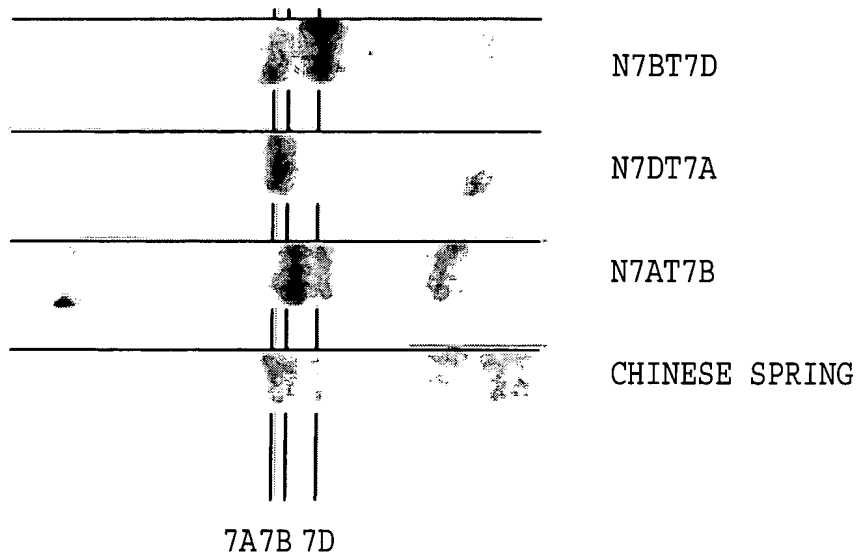 N7BT7D
N7DT7A
N7AT7B
CHINESE SPRING
7A7B 7D